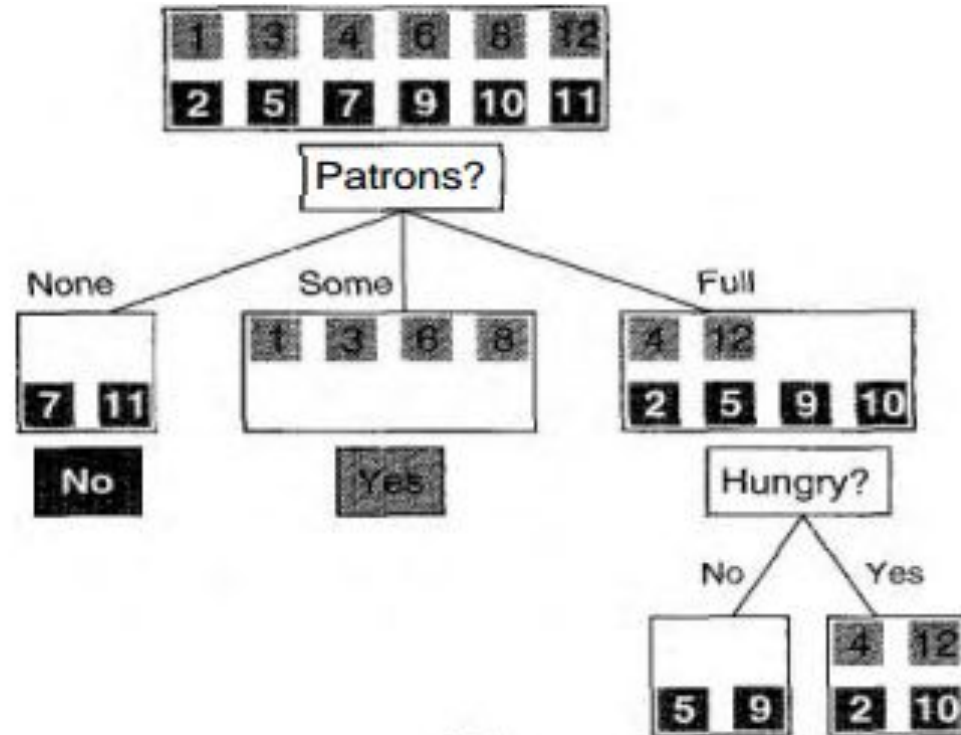 1 3 4 6 8 12
2 5 7 9 10 11
Patrons?
None Some Full
1 3 6 8 4 12
7 11 2 5 9 10
No Yes Hungry?
No Yes
4 12
5 9 2 10